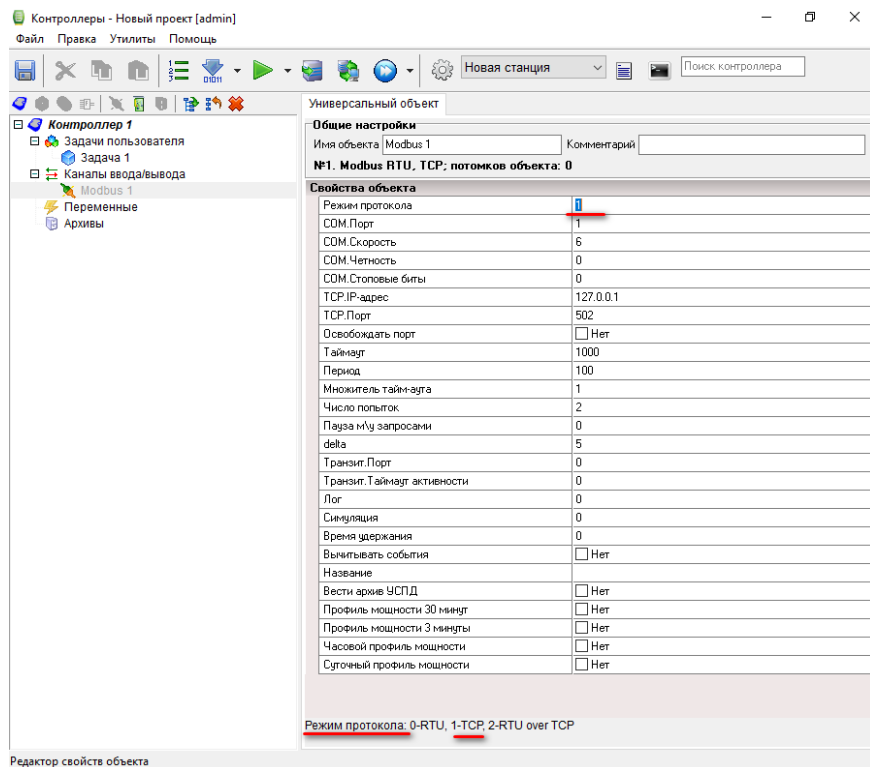 Контроллеры - Новый проект [admin]
Файл Правка Утилиты Помощь
Новая станция
Поиск контроллера
Контроллер 1
Задачи пользователя
Задача 1
Каналы ввода/вывода
Modbus 1
Переменные
Архивы
Универсальный объект
Общие настройки
Имя объекта Modbus 1 Комментарий
№1. Modbus RTU, TCP; потомков объекта: 0
Свойства объекта
Режим протокола 1
COM.Порт 1
COM.Скорость 6
COM.Четность 0
COM.Стоповые биты 0
TCP.IP-адрес 127.0.0.1
TCP.Порт 502
Освобождать порт Нет
Таймаут 1000
Период 100
Множитель тайм-аута 1
Число попыток 2
Пауза м\у запросами 0
delta 5
Транзит.Порт 0
Транзит.Таймаут активности 0
Лог 0
Симуляция 0
Время удержания 0
Вычитывать события Нет
Название
Вести архив УСПД Нет
Профиль мощности 30 минут Нет
Профиль мощности 3 минуты Нет
Часовой профиль мощности Нет
Суточный профиль мощности Нет
Режим протокола: 0-RTU, 1-TCP, 2-RTU over TCP
Редактор свойств объекта